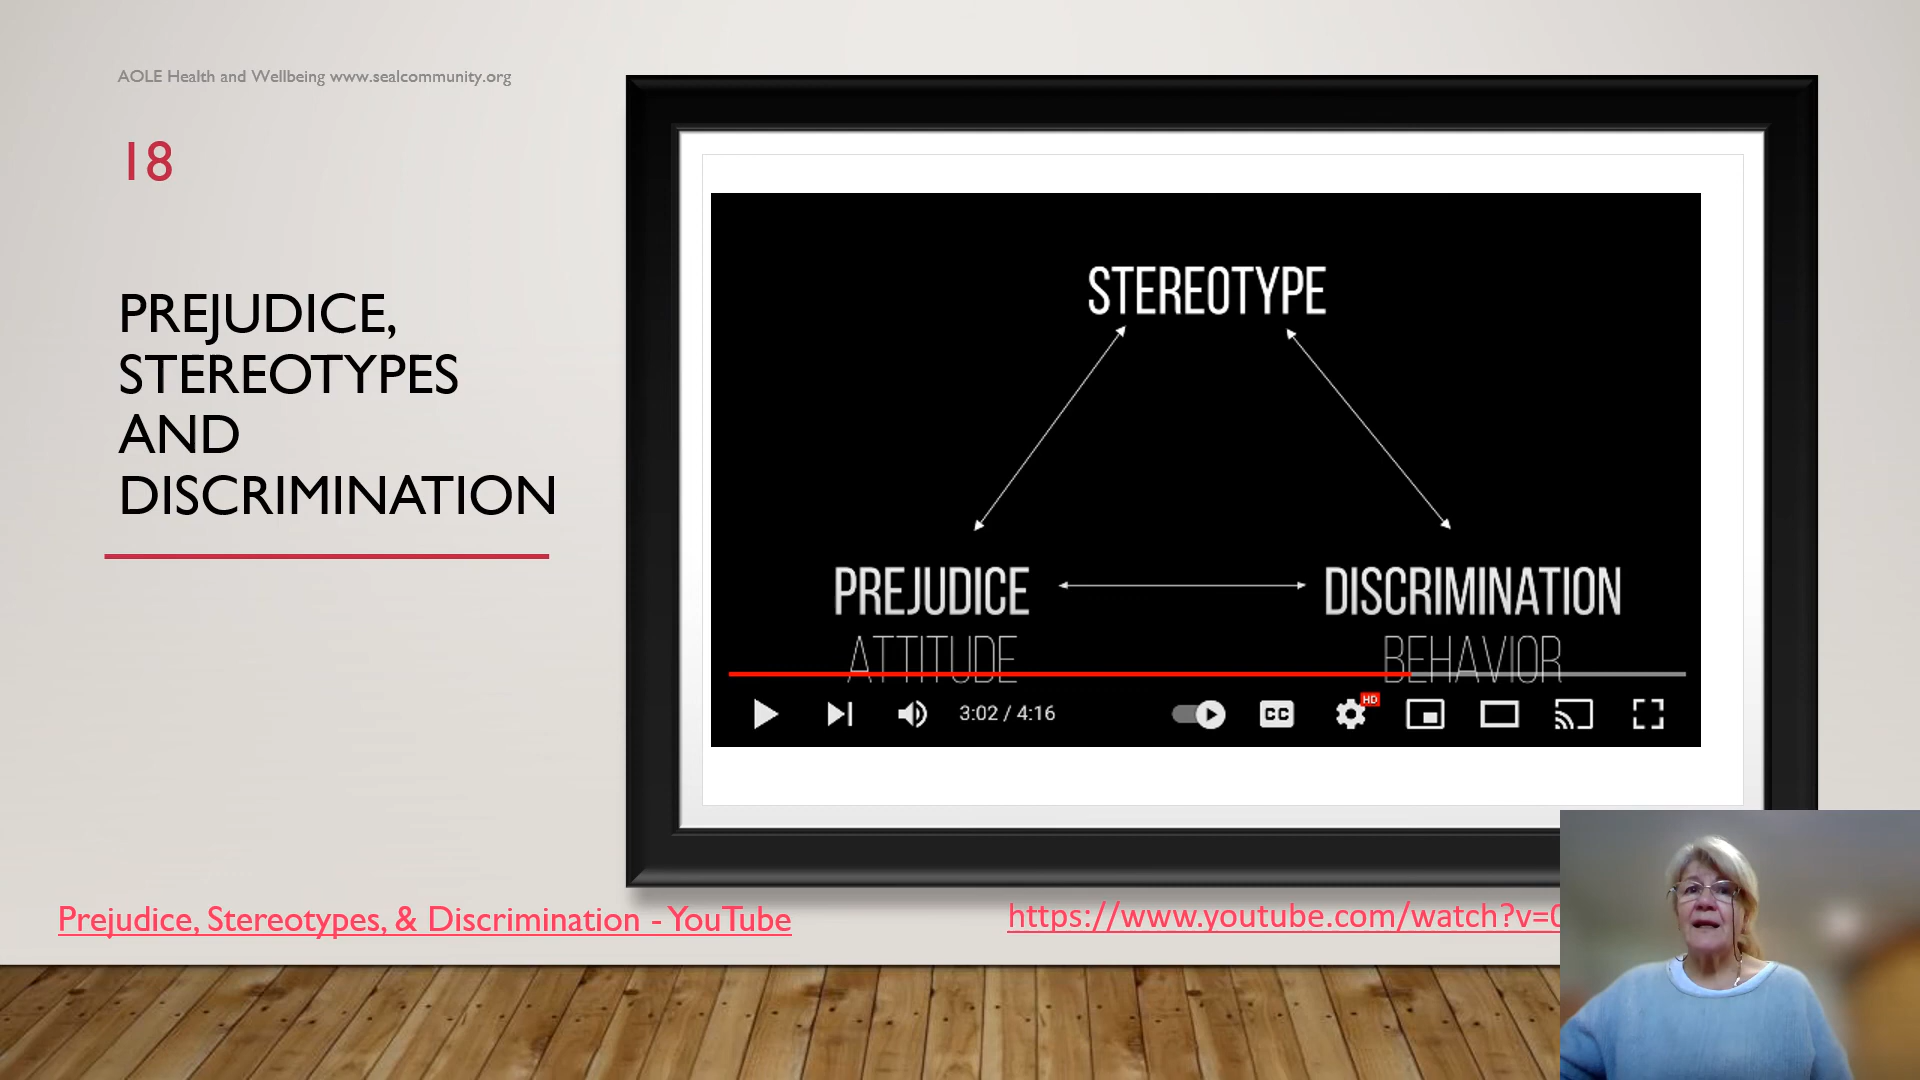 AOLE Health and Wellbeing www.sealcommunity.org
18
PREJUDICE,
STEREOTYPES
AND
DISCRIMINATION
STEREOTYPE
PREJUDICE
DISCRIMINATION
ATTITUDE
BEHAVIOR
3:02 / 4:16
CC
HD
Prejudice, Stereotypes, & Discrimination - YouTube
https://www.youtube.com/watch?v=